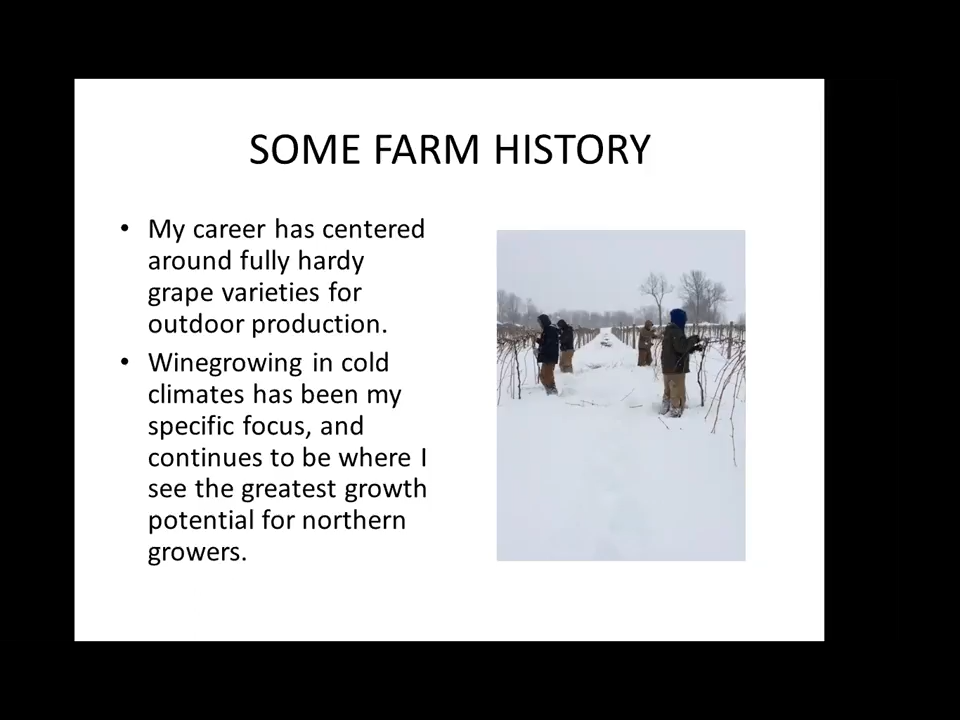 SOME FARM HISTORY
• My career has centered
around fully hardy
grape varieties for
outdoor production.
• Winegrowing in cold
climates has been my
specific focus, and
continues to be where I
see the greatest growth
potential for northern
growers.